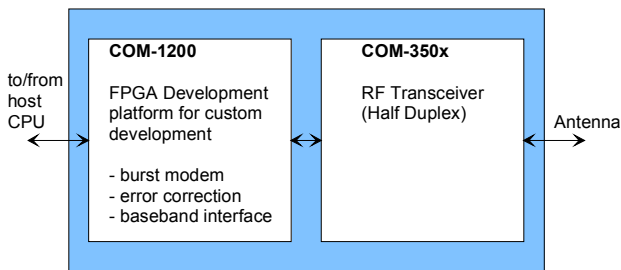 to/from
host
CPU
COM-1200
FPGA Development
platform for custom
development
- burst modem
- error correction
- baseband interface
COM-350x
RF Transceiver
(Half Duplex)
Antenna